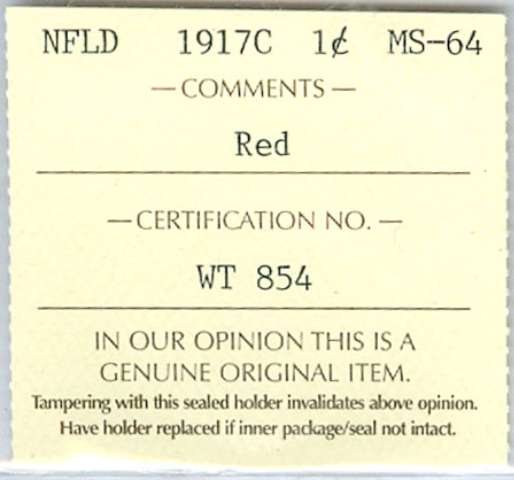 NFLD 1917C 1¢ MS-64
— COMMENTS —
Red
— CERTIFICATION NO. —
WT 854
IN OUR OPINION THIS IS A
GENUINE ORIGINAL ITEM.
Tampering with this sealed holder invalidates above opinion.
Have holder replaced if inner package/seal not intact.